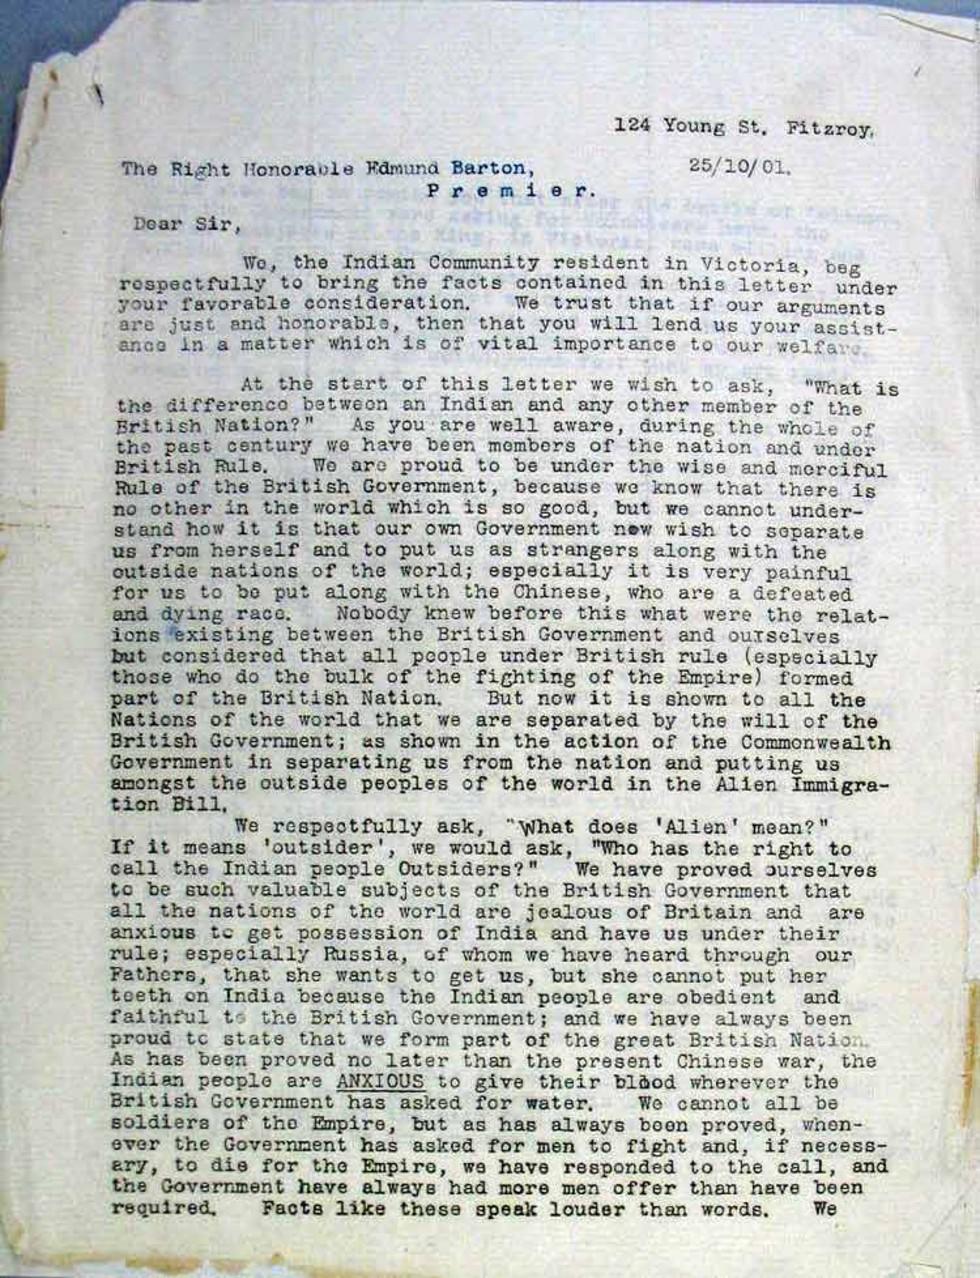 124 Young St. Fitzroy,
The Right Honorable Edmund Barton,
25/10/01.
Premier.
Dear Sir,
We, the Indian Community resident in Victoria, beg
respectfully to bring the facts contained in this letter under
your favorable consideration. We trust that if our arguments
are just and honorable, then that you will lend us your assist-
ance in a matter which is of vital importance to our welfare.
At the start of this letter we wish to ask, "What is
the difference between an Indian and any other member of the
British Nation?" As you are well aware, during the whole of
the past century we have been members of the nation and under
British Rule. We are proud to be under the wise and merciful
Rule of the British Government, because we know that there is
no other in the world which is so good, but we cannot under-
stand how it is that our own Government now wish to separate
us from herself and to put us as strangers along with the
outside nations of the world; especially it is very painful
for us to be put along with the Chinese, who are a defeated
and dying race. Nobody knew before this what were the relat-
ions existing between the British Government and ourselves
but considered that all people under British rule (especially
those who do the bulk of the fighting of the Empire) formed
part of the British Nation. But now it is shown to all the
Nations of the world that we are separated by the will of the
British Government; as shown in the action of the Commonwealth
Government in separating us from the nation and putting us
amongst the outside peoples of the world in the Alien Immigra-
tion Bill.
We respectfully ask, "What does 'Alien' mean?"
If it means 'outsider', we would ask, "Who has the right to
call the Indian people Outsiders?" We have proved ourselves
to be such valuable subjects of the British Government that
all the nations of the world are jealous of Britain and are
anxious to get possession of India and have us under their
rule; especially Russia, of whom we have heard through our
Fathers, that she wants to get us, but she cannot put her
teeth on India because the Indian people are obedient and
faithful to the British Government; and we have always been
proud to state that we form part of the great British Nation.
As has been proved no later than the present Chinese war, the
Indian people are ANXIOUS to give their blood wherever the
British Government has asked for water. We cannot all be
soldiers of the Empire, but as has always been proved, when-
ever the Government has asked for men to fight and, if necess-
ary, to die for the Empire, we have responded to the call, and
the Government have always had more men offer than have been
required. Facts like these speak louder than words. We